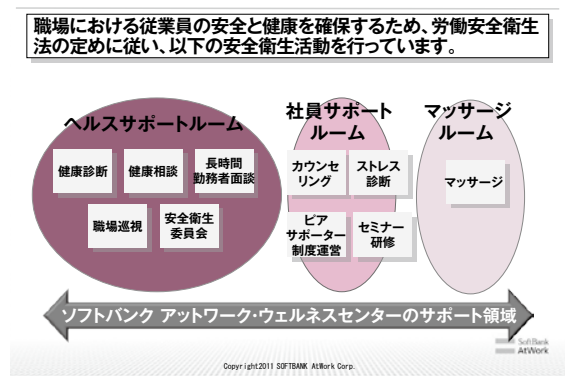 職場における従業員の安全と健康を確保するため、労働安全衛生
法の定めに従い、以下の安全衛生活動を行っています。
ヘルスサポートルーム
社員サポート
ルーム
マッサージ
ルーム
健康診断
健康相談
長時間
勤務者面談
カウンセ
リング
ストレス
診断
マッサージ
職場巡視
安全衛生
委員会
ピア
サポーター
制度運営
セミナー
研修
ソフトバンク アットワーク・ウェルネスセンターのサポート領域
SoftBank
AtWork
Copyright2011 SOFTBANK AtWork Corp.